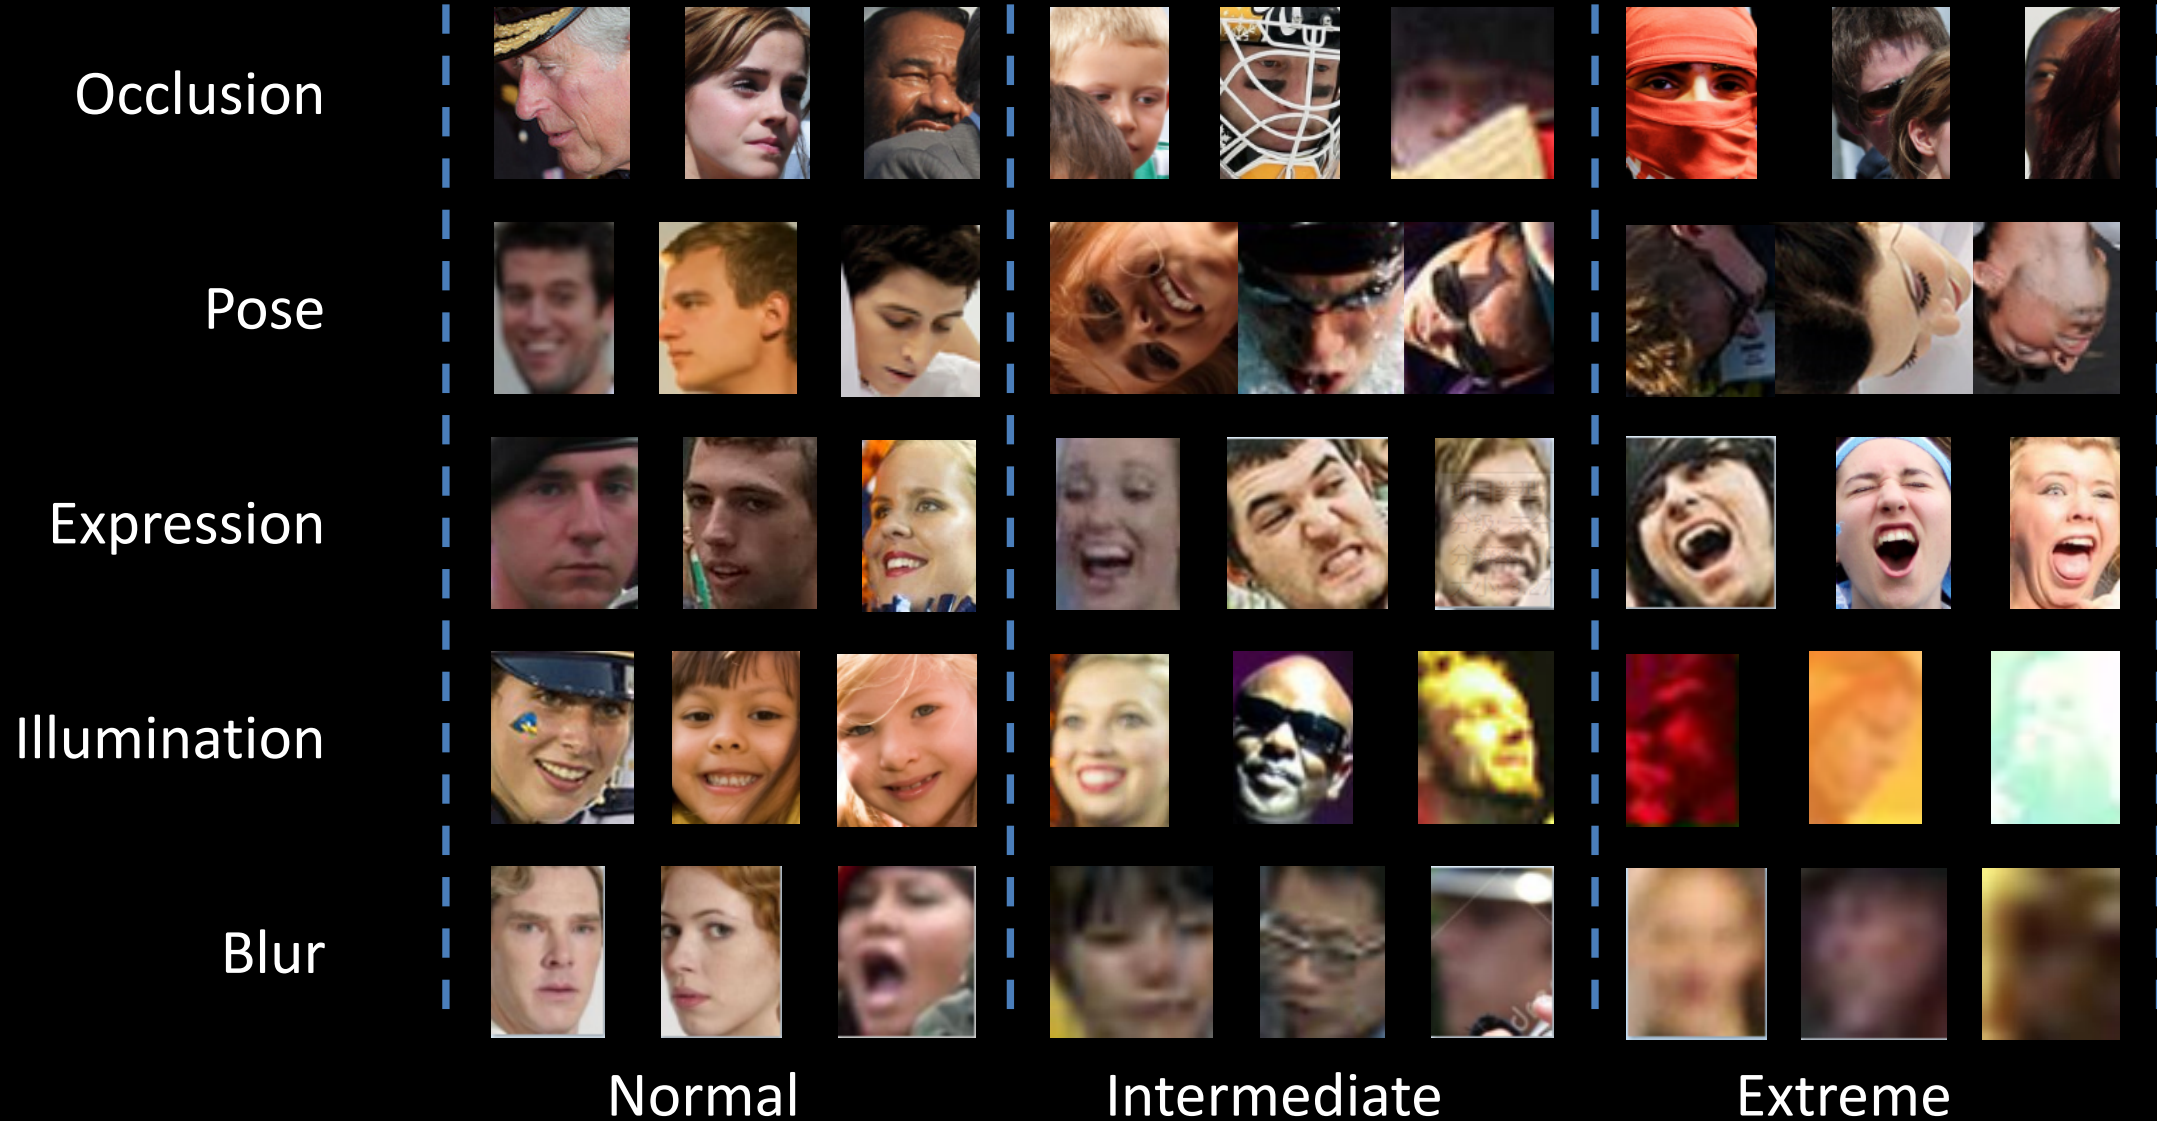 Occlusion
Pose
Expression
Illumination
Blur
Normal
Intermediate
Extreme